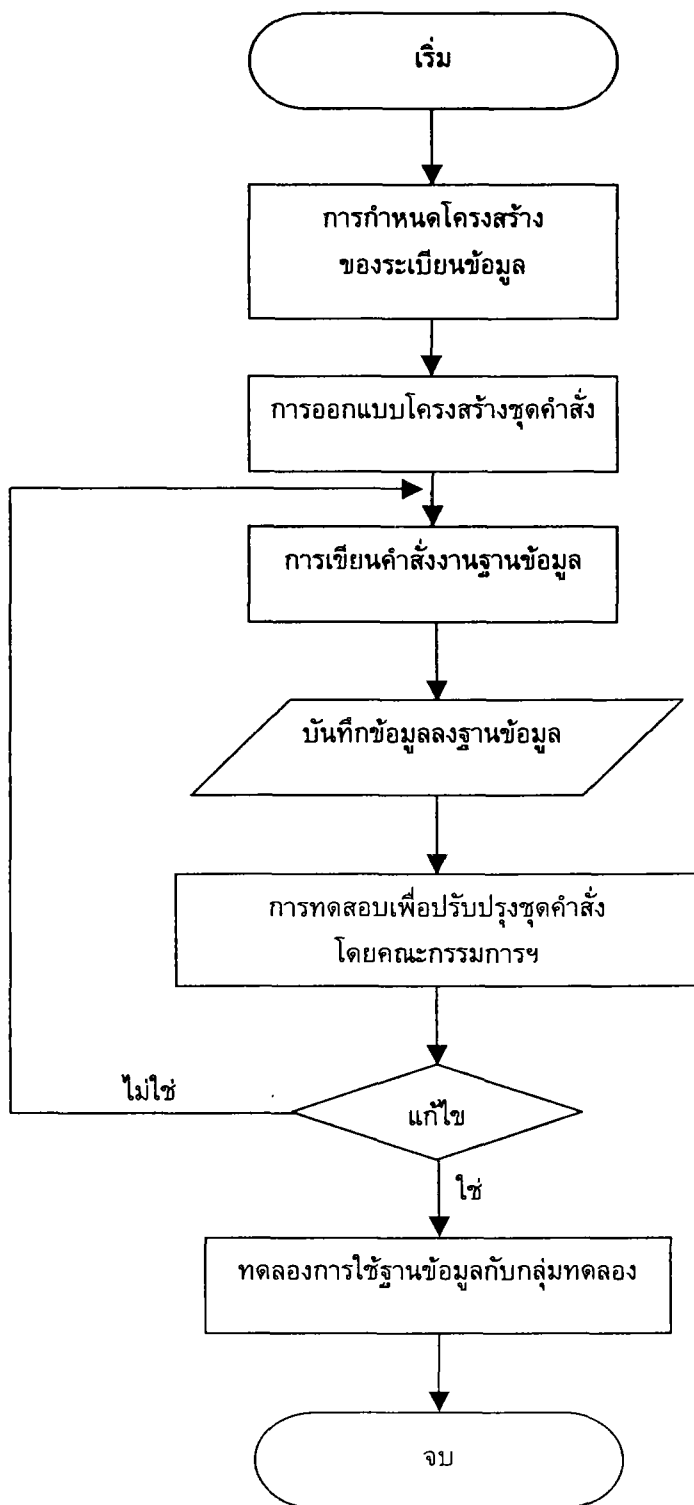 เริ่ม
การกำหนดโครงสร้าง
ของระเบียนข้อมูล
การออกแบบโครงสร้างชุดคำสั่ง
การเขียนคำสั่งงานฐานข้อมูล
บันทึกข้อมูลลงฐานข้อมูล
การทดสอบเพื่อปรับปรุงชุดคำสั่ง
โดยคณะกรรมการฯ
ไม่ใช่
แก้ไข
ใช่
ทดลองการใช้ฐานข้อมูลกับกลุ่มทดลอง
จบ